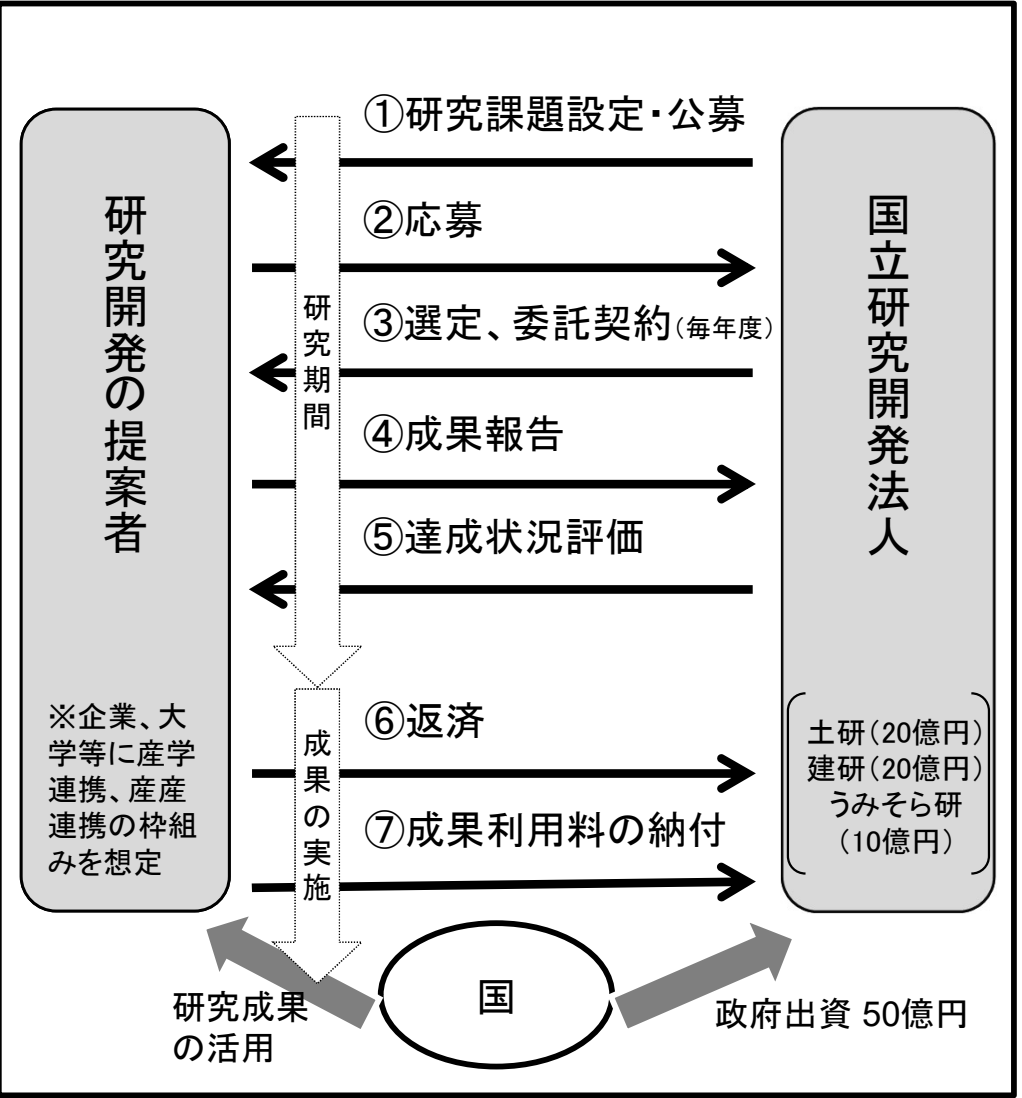 ①研究課題設定・公募
②応募
③選定、委託契約(毎年度)
④成果報告
⑤達成状況評価
⑥返済
⑦成果利用料の納付
研究開発の提案者
※企業、大
学等に産学
連携、産産
連携の枠組
みを想定
研究期間
成果の実施
国立研究開発法人
土研(20億円)
建研(20億円)
うみそら研
(10億円)
国
研究成果
の活用
政府出資 50億円